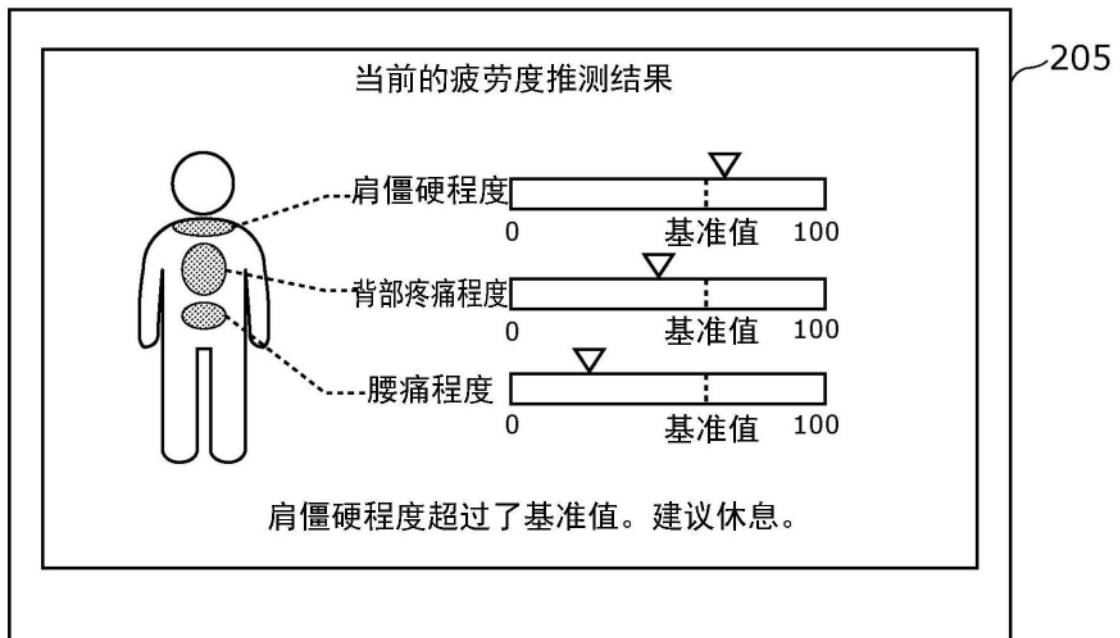 当前的疲劳度推测结果
205
肩僵硬程度
0 基准值 100
背部疼痛程度
0 基准值 100
腰痛程度
0 基准值 100
肩僵硬程度超过了基准值。建议休息。